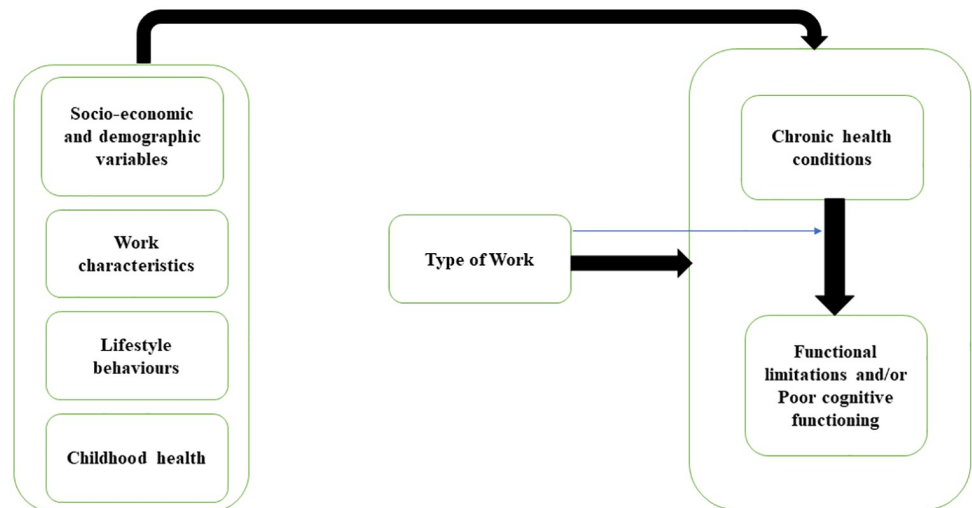 Socio-economic
and demographic
variables
Work
characteristics
Lifestyle
behaviours
Childhood health
Type of Work
Chronic health
conditions
Functional
limitations and/or
Poor cognitive
functioning